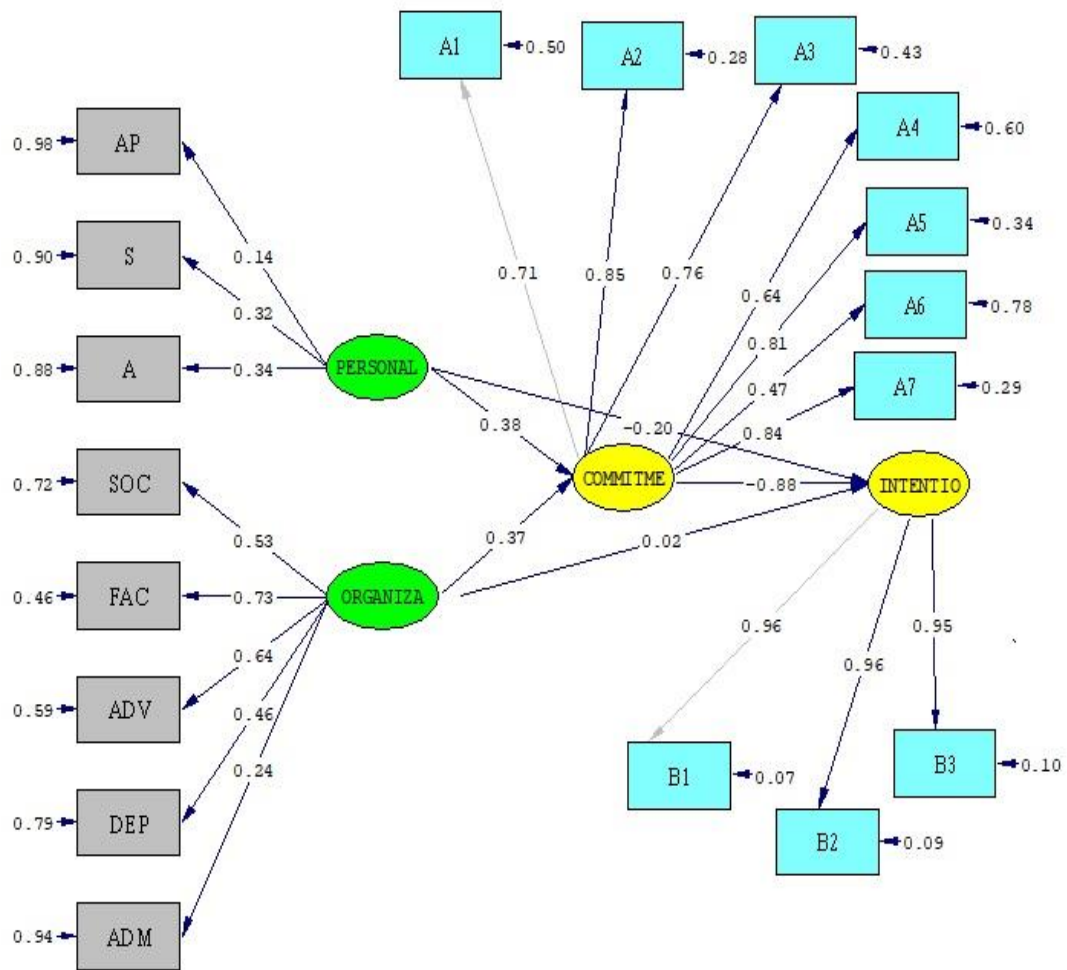 A1
0.50
A2
0.28
A3
0.43
0.98
AP
A4
0.60
0.90
S
0.14
A5
0.34
0.71
0.85
0.76
0.64
0.32
A6
0.78
0.81
0.88
A
0.34
PERSONAL
0.47
A7
0.29
0.38
-0.20
0.84
0.72
SOC
COMMITME
-0.88
INTENTIO
0.53
0.37
0.02
0.46
FAC
0.73
ORGANIZA
0.96
0.95
0.64
0.96
0.59
ADV
0.46
0.24
B1
0.07
B3
0.10
0.79
DEP
B2
0.09
0.94
ADM